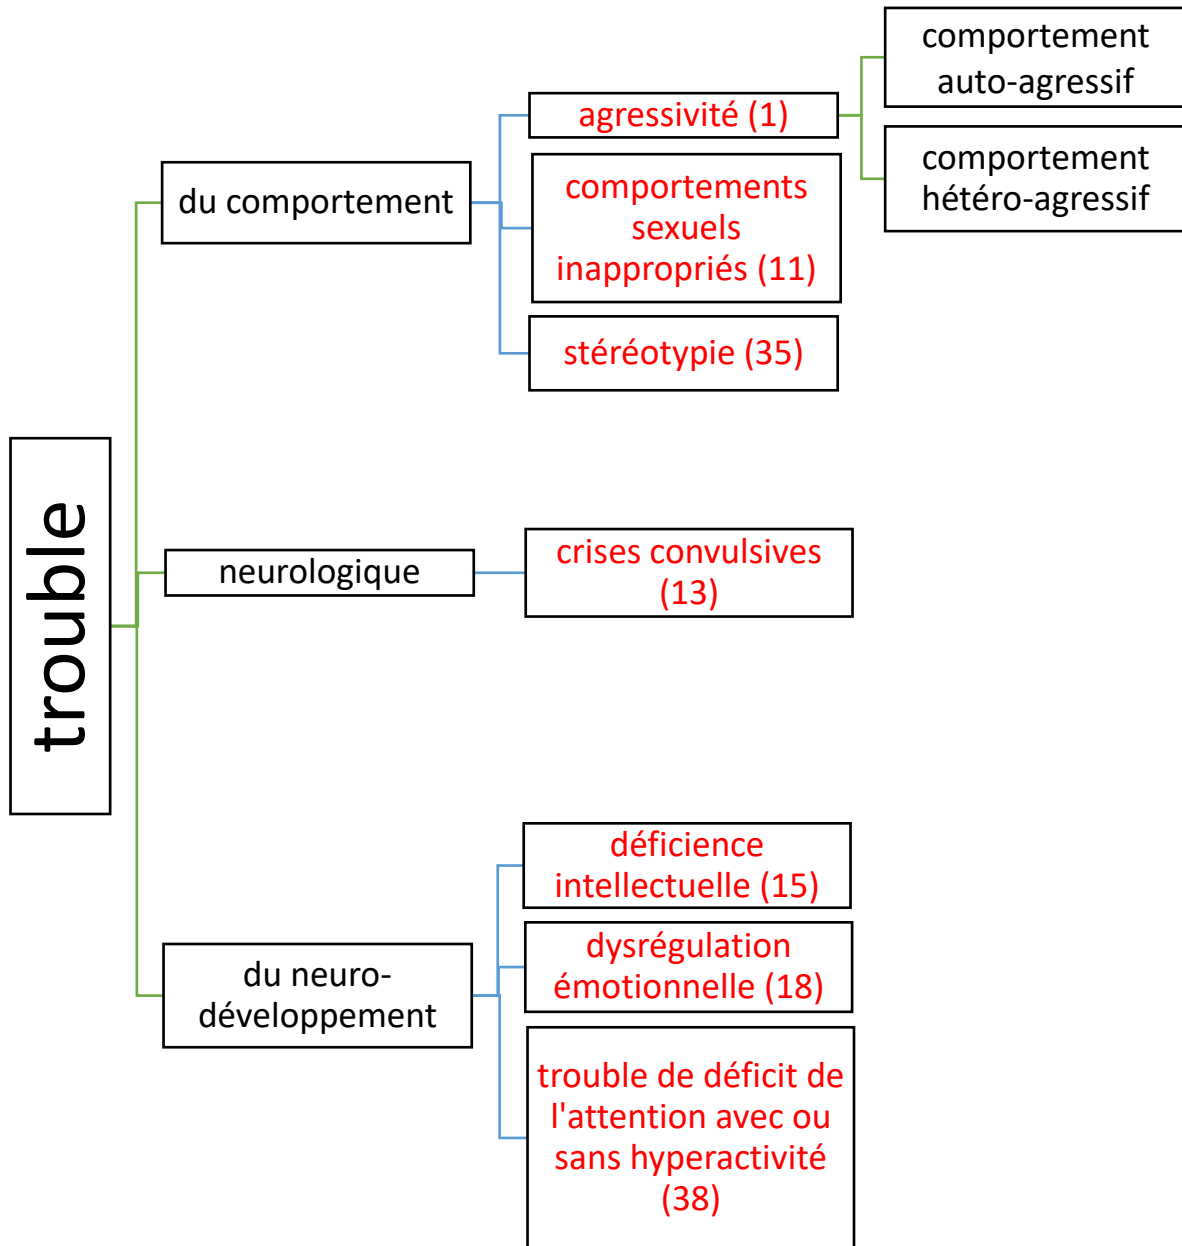 trouble
du comportement
agressivité (1)
comportement
auto-agressif
comportement
hétéro-agressif
comportements
sexuels
inappropriés (11)
stéréotypie (35)
neurologique
crises convulsives
(13)
du neuro-
développement
déficience
intellectuelle (15)
dysrégulation
émotionnelle (18)
trouble de déficit de
l'attention avec ou
sans hyperactivité
(38)